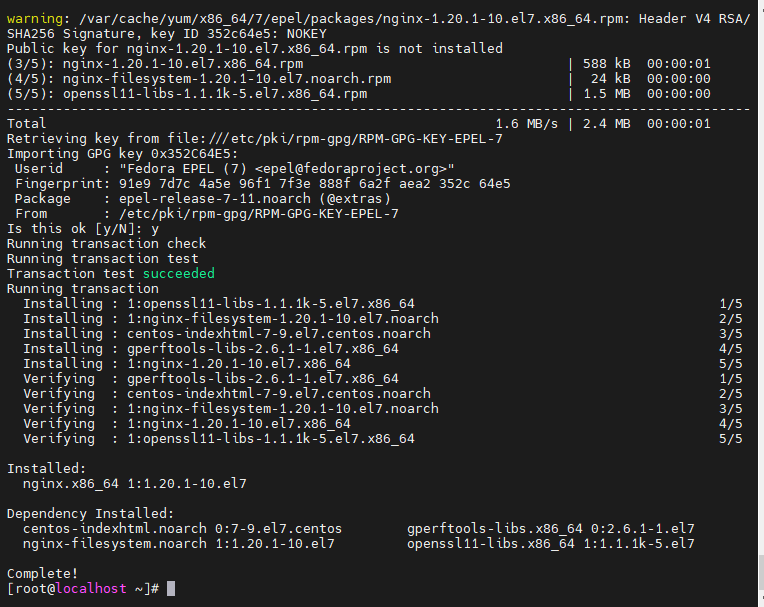 warning: /var/cache/yum/x86_64/7/epel/packages/nginx-1.20.1-10.el7.x86_64.rpm: Header V4 RSA/
SHA256 Signature, key ID 352c64e5: NOKEY
Public key for nginx-1.20.1-10.el7.x86_64.rpm is not installed
(3/5): nginx-1.20.1-10.el7.x86_64.rpm | 588 kB 00:00:01
(4/5): nginx-filesystem-1.20.1-10.el7.noarch.rpm | 24 kB 00:00:00
(5/5): openssl11-libs-1.1.1k-5.el7.x86_64.rpm | 1.5 MB 00:00:00
---------------------------------------------------------------------------------------------
Total 1.6 MB/s | 2.4 MB 00:00:01
Retrieving key from file:///etc/pki/rpm-gpg/RPM-GPG-KEY-EPEL-7
Importing GPG key 0x352C64E5:
 Userid     : "Fedora EPEL (7) <epel@fedoraproject.org>"
 Fingerprint: 91e9 7d7c 4a5e 96f1 7f3e 888f 6a2f aea2 352c 64e5
 Package    : epel-release-7-11.noarch (@extras)
 From       : /etc/pki/rpm-gpg/RPM-GPG-KEY-EPEL-7
Is this ok [y/N]: y
Running transaction check
Running transaction test
Transaction test succeeded
Running transaction
  Installing : 1:openssl11-libs-1.1.1k-5.el7.x86_64 1/5
  Installing : 1:nginx-filesystem-1.20.1-10.el7.noarch 2/5
  Installing : centos-indexhtml-7-9.el7.centos.noarch 3/5
  Installing : gperftools-libs-2.6.1-1.el7.x86_64 4/5
  Installing : 1:nginx-1.20.1-10.el7.x86_64 5/5
  Verifying  : gperftools-libs-2.6.1-1.el7.x86_64 1/5
  Verifying  : centos-indexhtml-7-9.el7.centos.noarch 2/5
  Verifying  : 1:nginx-filesystem-1.20.1-10.el7.noarch 3/5
  Verifying  : 1:nginx-1.20.1-10.el7.x86_64 4/5
  Verifying  : 1:openssl11-libs-1.1.1k-5.el7.x86_64 5/5
Installed:
  nginx.x86_64 1:1.20.1-10.el7
Dependency Installed:
  centos-indexhtml.noarch 0:7-9.el7.centos gperftools-libs.x86_64 0:2.6.1-1.el7
  nginx-filesystem.noarch 1:1.20.1-10.el7 openssl11-libs.x86_64 1:1.1.1k-5.el7
Complete!
[root@localhost ~]#